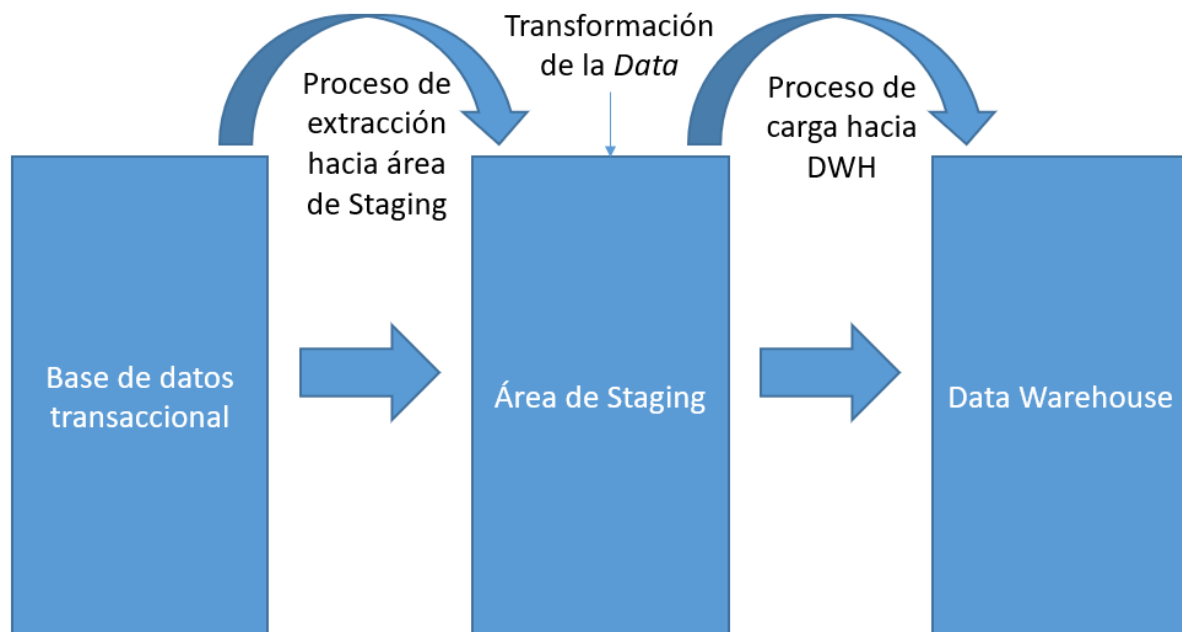 Proceso de
extracción
hacia área
de Staging
Transformación
de la Data
Proceso de
carga hacia
DWH
Base de datos
transaccional
Área de Staging
Data Warehouse